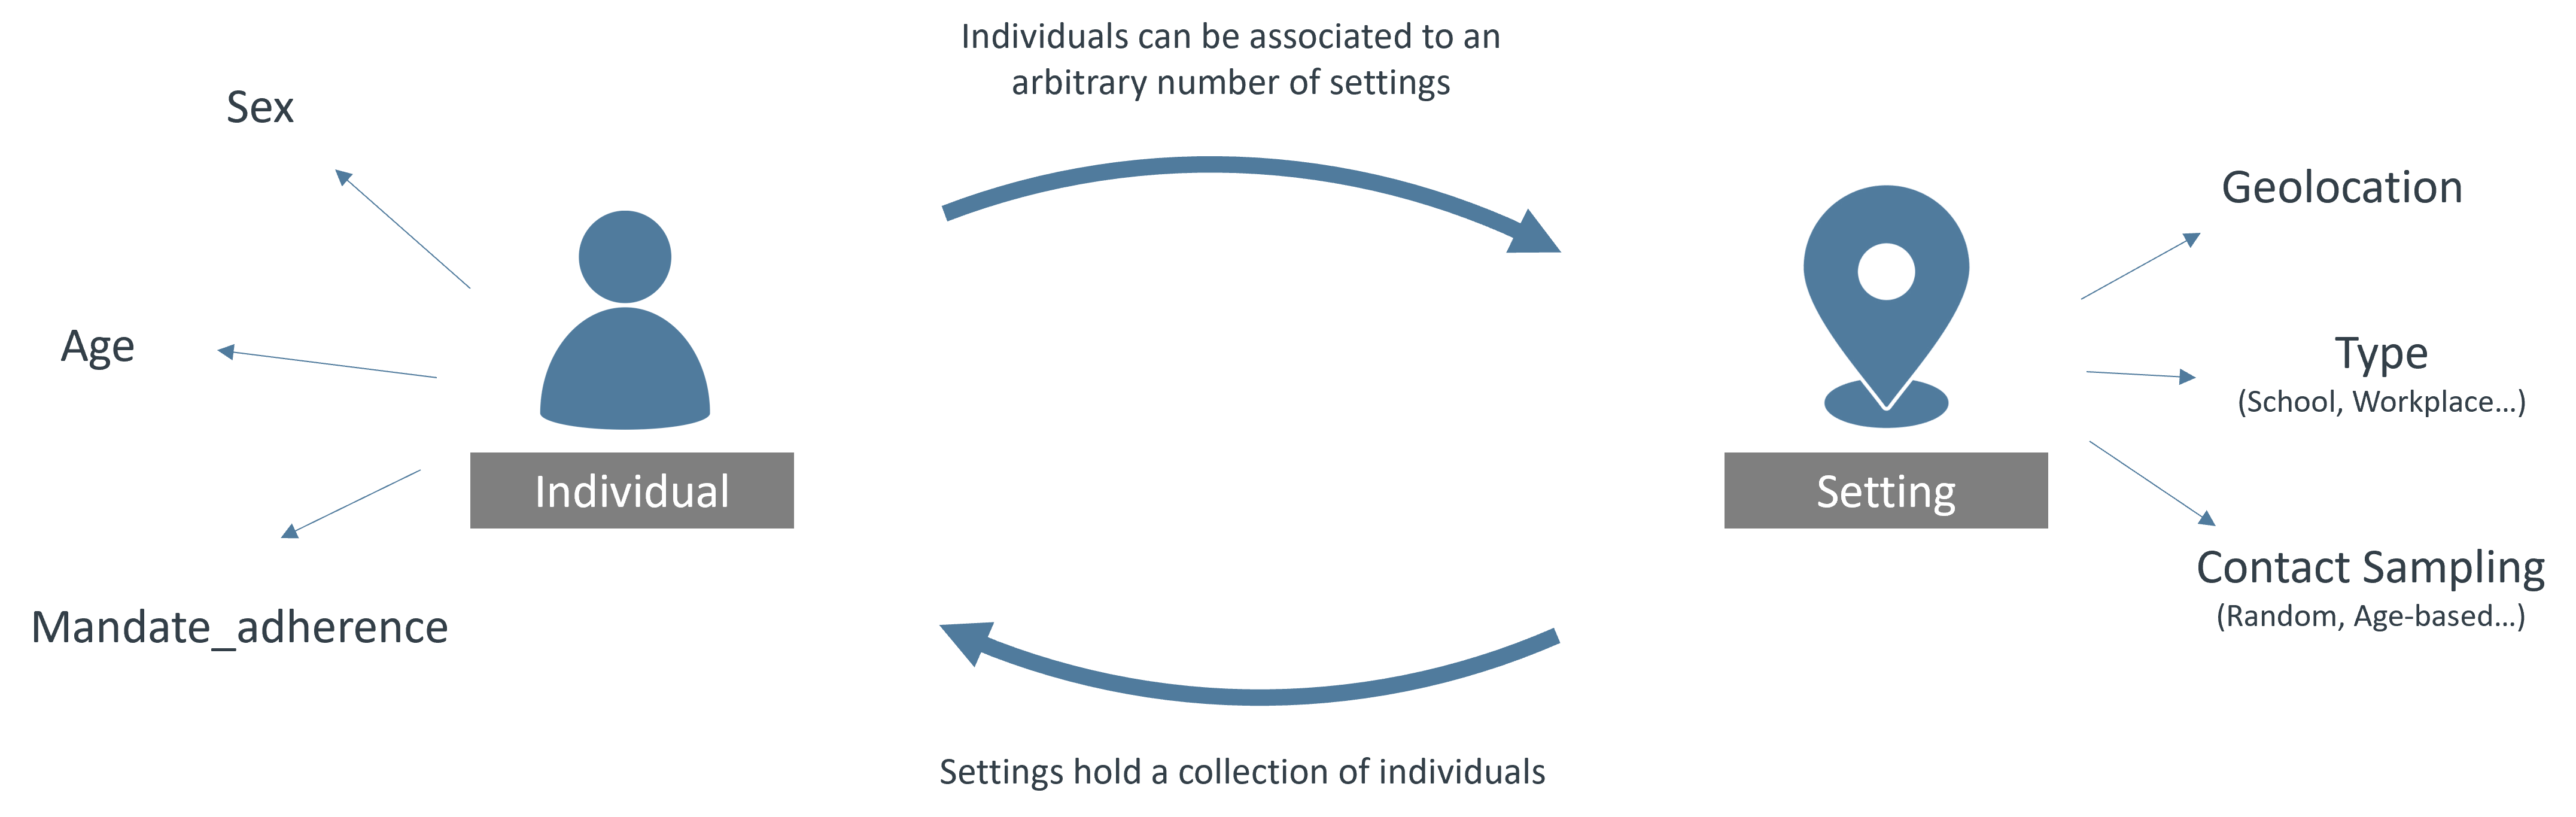 Individuals can be associated to an
arbitrary number of settings
Sex
Age
Mandate_adherence
Individual
Setting
Geolocation
Type
(School, Workplace...)
Contact Sampling
(Random, Age-based...)
Settings hold a collection of individuals